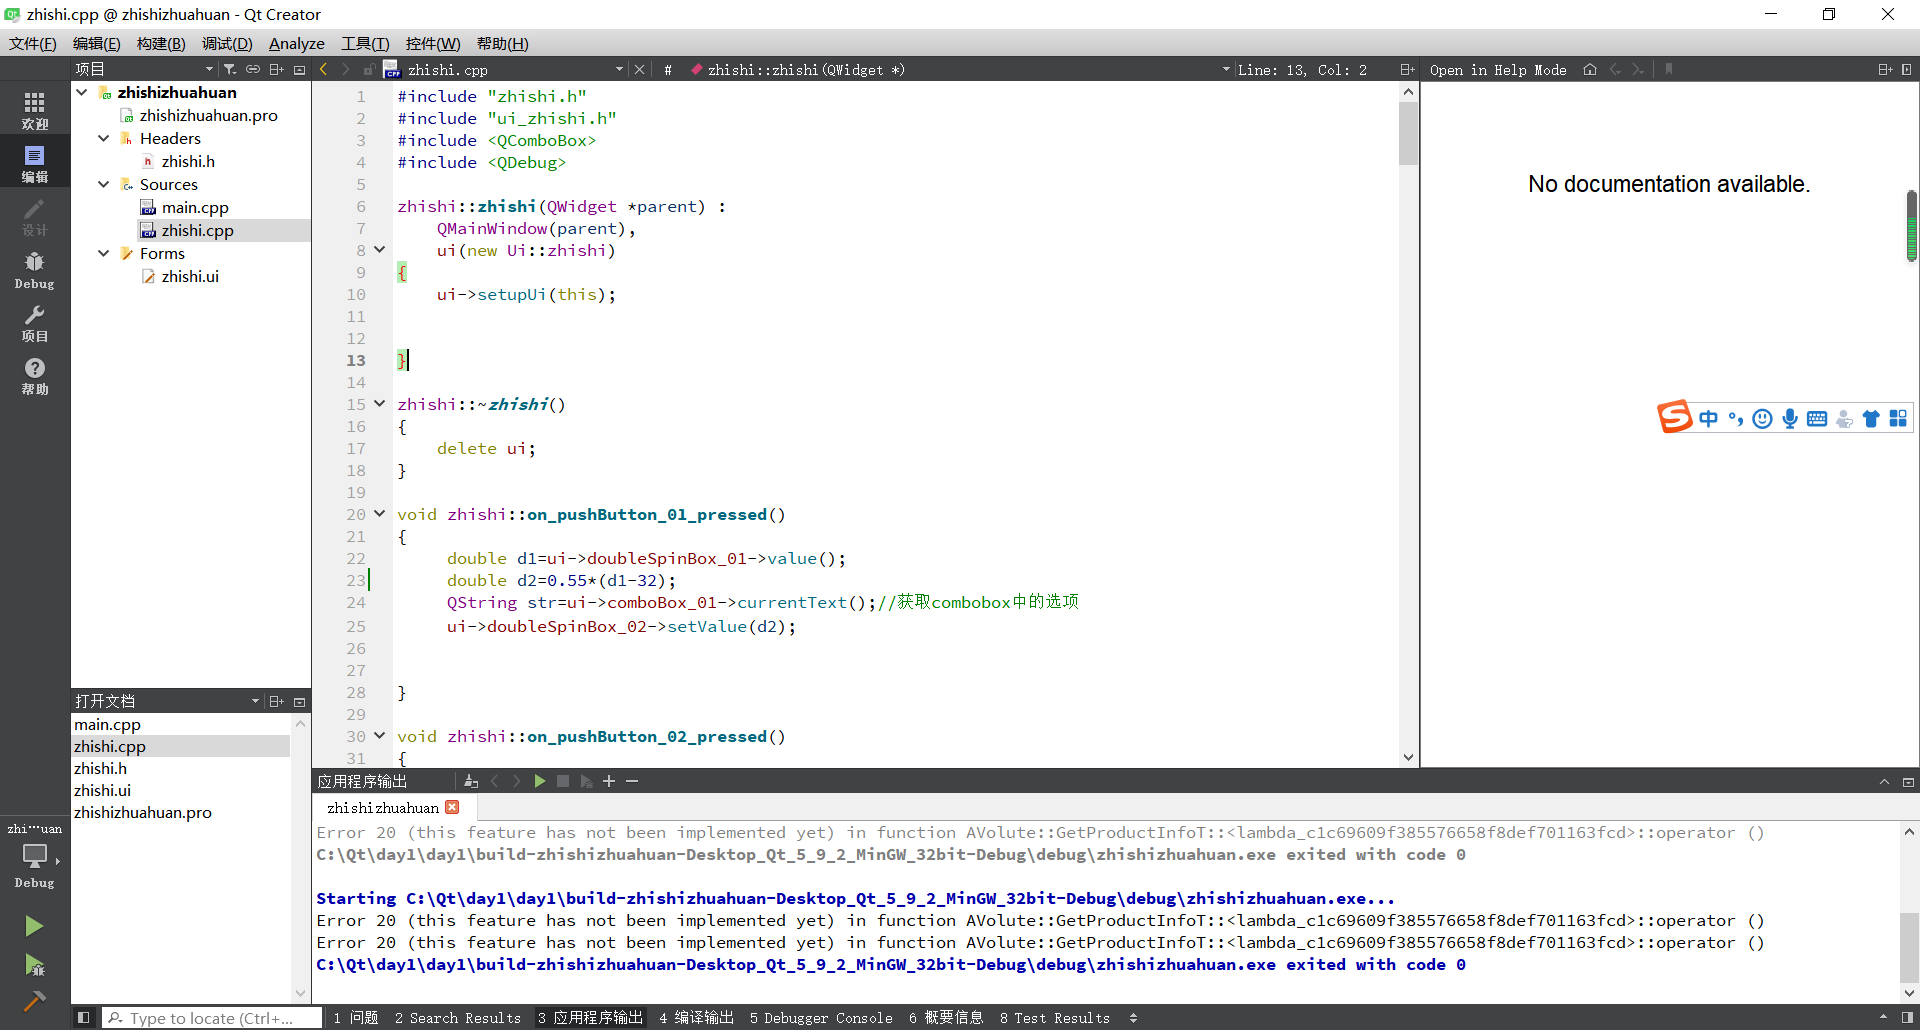 zhishi.cpp @ zhishizhuahuan - Qt Creator
文件(F) 编辑(E) 构建(B) 调试(D) Analyze 工具(T) 控件(W) 帮助(H)
项目
zhishi.cpp
#
zhishi::zhishi(QWidget *)
Line: 13, Col: 2
Open in Help Mode
欢迎
编辑
设计
Debug
项目
帮助
zhishizhuahuan
zhishizhuahuan.pro
Headers
zhishi.h
Sources
main.cpp
zhishi.cpp
Forms
zhishi.ui
1 #include "zhishi.h"
2 #include "ui_zhishi.h"
3 #include <QComboBox>
4 #include <QDebug>
5
6 zhishi::zhishi(QWidget *parent) :
7 QMainWindow(parent),
8 ui(new Ui::zhishi)
9 {
10 ui->setupUi(this);
11
12
13 }
14
15 zhishi::~zhishi()
16 {
17 delete ui;
18 }
19
20 void zhishi::on_pushButton_01_pressed()
21 {
22 double d1=ui->doubleSpinBox_01->value();
23 double d2=0.55*(d1-32);
24 QString str=ui->comboBox_01->currentText();//获取combobox中的选项
25 ui->doubleSpinBox_02->setValue(d2);
26
27
28 }
29
30 void zhishi::on_pushButton_02_pressed()
31 {
No documentation available.
中
打开文档
main.cpp
zhishi.cpp
zhishi.h
zhishi.ui
zhishizhuahuan.pro
zhi···uan
Debug
应用程序输出
zhishizhuahuan
Error 20 (this feature has not been implemented yet) in function AVolute::GetProductInfoT::<lambda_c1c69609f385576658f8def701163fcd>::operator ()
C:\Qt\day1\day1\build-zhishizhuahuan-Desktop_Qt_5_9_2_MinGW_32bit-Debug\debug\zhishizhuahuan.exe exited with code 0
Starting C:\Qt\day1\day1\build-zhishizhuahuan-Desktop_Qt_5_9_2_MinGW_32bit-Debug\debug\zhishizhuahuan.exe...
Error 20 (this feature has not been implemented yet) in function AVolute::GetProductInfoT::<lambda_c1c69609f385576658f8def701163fcd>::operator ()
Error 20 (this feature has not been implemented yet) in function AVolute::GetProductInfoT::<lambda_c1c69609f385576658f8def701163fcd>::operator ()
C:\Qt\day1\day1\build-zhishizhuahuan-Desktop_Qt_5_9_2_MinGW_32bit-Debug\debug\zhishizhuahuan.exe exited with code 0
Type to locate (Ctrl+...
1 问题 2 Search Results 3 应用程序输出 4 编译输出 5 Debugger Console 6 概要信息 8 Test Results